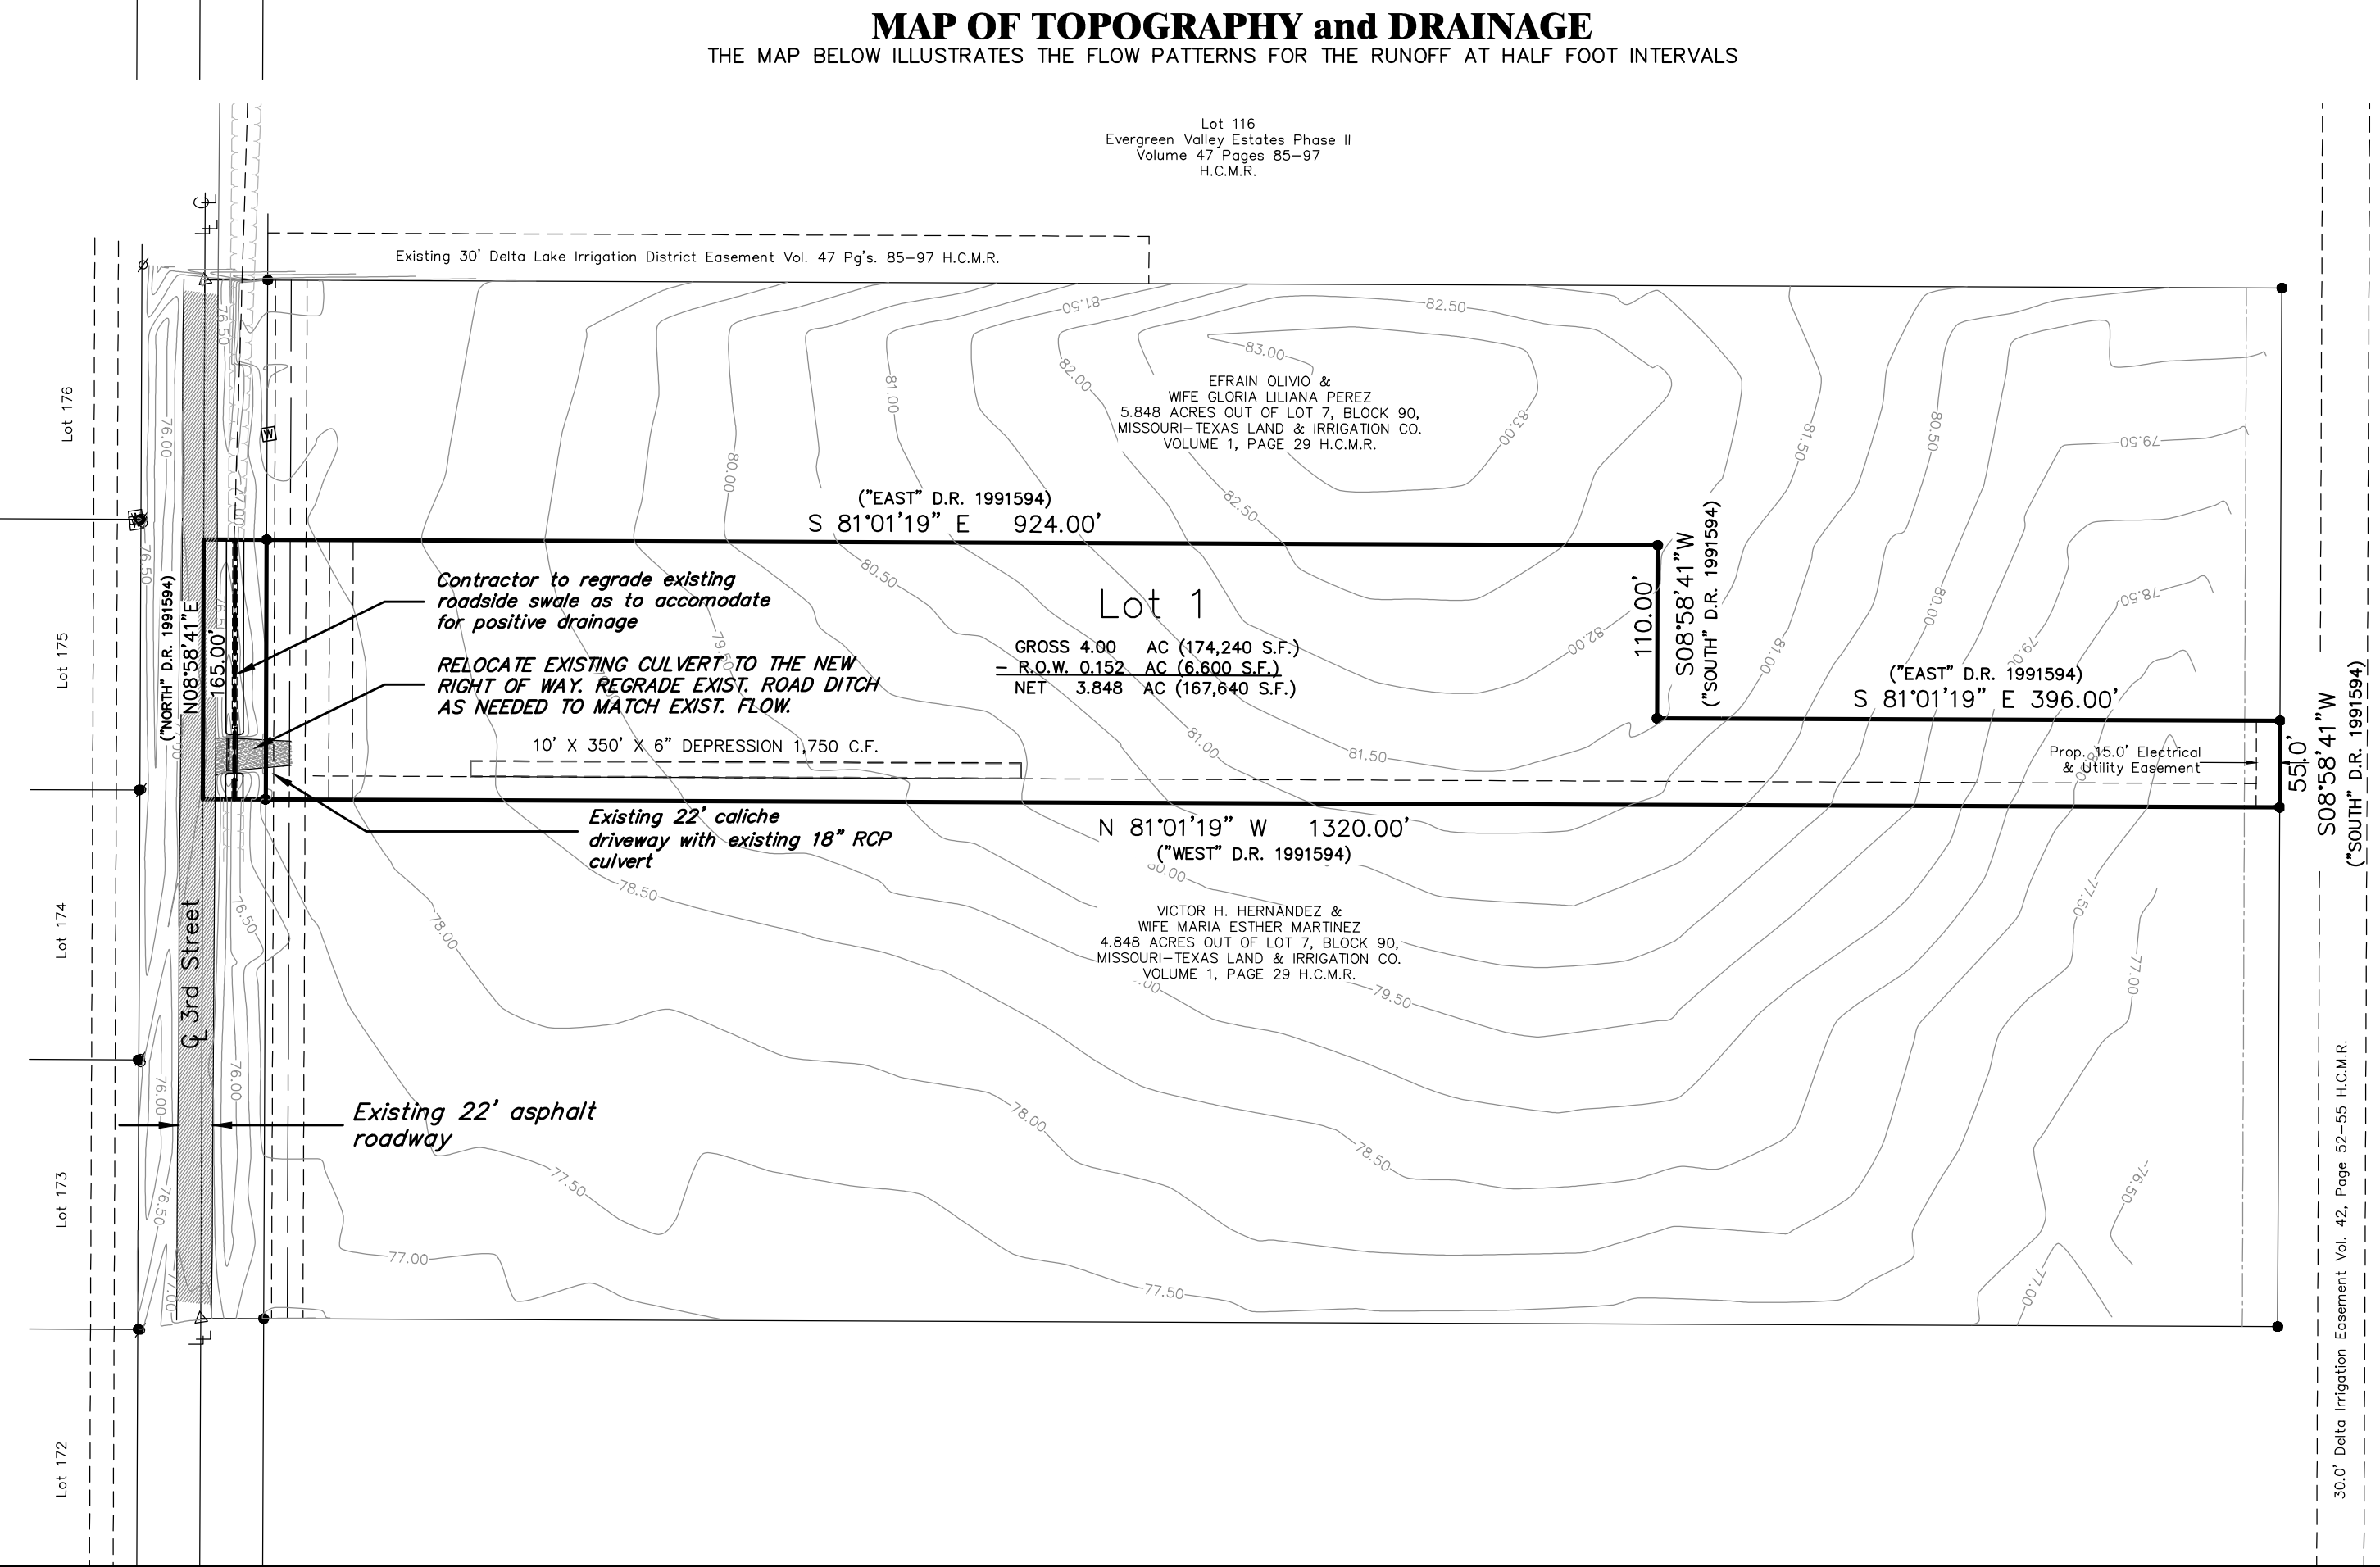 MAP OF TOPOGRAPHY and DRAINAGE
THE MAP BELOW ILLUSTRATES THE FLOW PATTERNS FOR THE RUNOFF AT HALF FOOT INTERVALS
Lot 116
Evergreen Valley Estates Phase II
Volume 47 Pages 85-97
H.C.M.R.
Existing 30' Delta Lake Irrigation District Easement Vol. 47 Pg's. 85-97 H.C.M.R.
81.50
82.50
83.00
82.00
81.00
80.00
76.50
76.00
77.00
EFRAIN OLIVIO &
WIFE GLORIA LILIANA PEREZ
5.848 ACRES OUT OF LOT 7, BLOCK 90,
MISSOURI-TEXAS LAND & IRRIGATION CO.
VOLUME 1, PAGE 29 H.C.M.R.
83.00
81.50
80.50
79.50
82.50
Lot 176
W
("EAST" D.R. 1991594)
S 81°01'19" E 924.00'
76.50
80.50
Contractor to regrade existing
roadside swale as to accomodate
for positive drainage
RELOCATE EXISTING CULVERT TO THE NEW
RIGHT OF WAY. REGRADE EXIST. ROAD DITCH
AS NEEDED TO MATCH EXIST. FLOW.
Lot 1
GROSS 4.00 AC (174,240 S.F.)
- R.O.W. 0.152 AC (6,600 S.F.)
NET 3.848 AC (167,640 S.F.)
110.00'
S08°58'41"W
("SOUTH" D.R. 1991594)
82.00
81.00
80.00
79.00
78.50
("EAST" D.R. 1991594)
S 81°01'19" E 396.00'
Lot 175
("NORTH" D.R. 1991594)
N08°58'41"E
165.00'
79.50
10' X 350' X 6" DEPRESSION 1,750 C.F.
81.00
81.50
Prop. 15.0' Electrical
& Utility Easement
55.0'
S08°58'41"W
("SOUTH" D.R. 1991594)
Existing 22' caliche
driveway with existing 18" RCP
culvert
N 81°01'19" W 1320.00'
("WEST" D.R. 1991594)
78.50
78.00
VICTOR H. HERNANDEZ &
WIFE MARIA ESTHER MARTINEZ
4.848 ACRES OUT OF LOT 7, BLOCK 90,
MISSOURI-TEXAS LAND & IRRIGATION CO.
VOLUME 1, PAGE 29 H.C.M.R.
79.50
77.50
77.00
Lot 174
3rd Street
76.50
76.00
76.00
Existing 22' asphalt
roadway
78.00
78.50
77.50
77.00
77.50
76.50
77.00
Lot 173
76.50
77.00
Lot 172
30.0' Delta Irrigation Easement Vol. 42, Page 52-55 H.C.M.R.